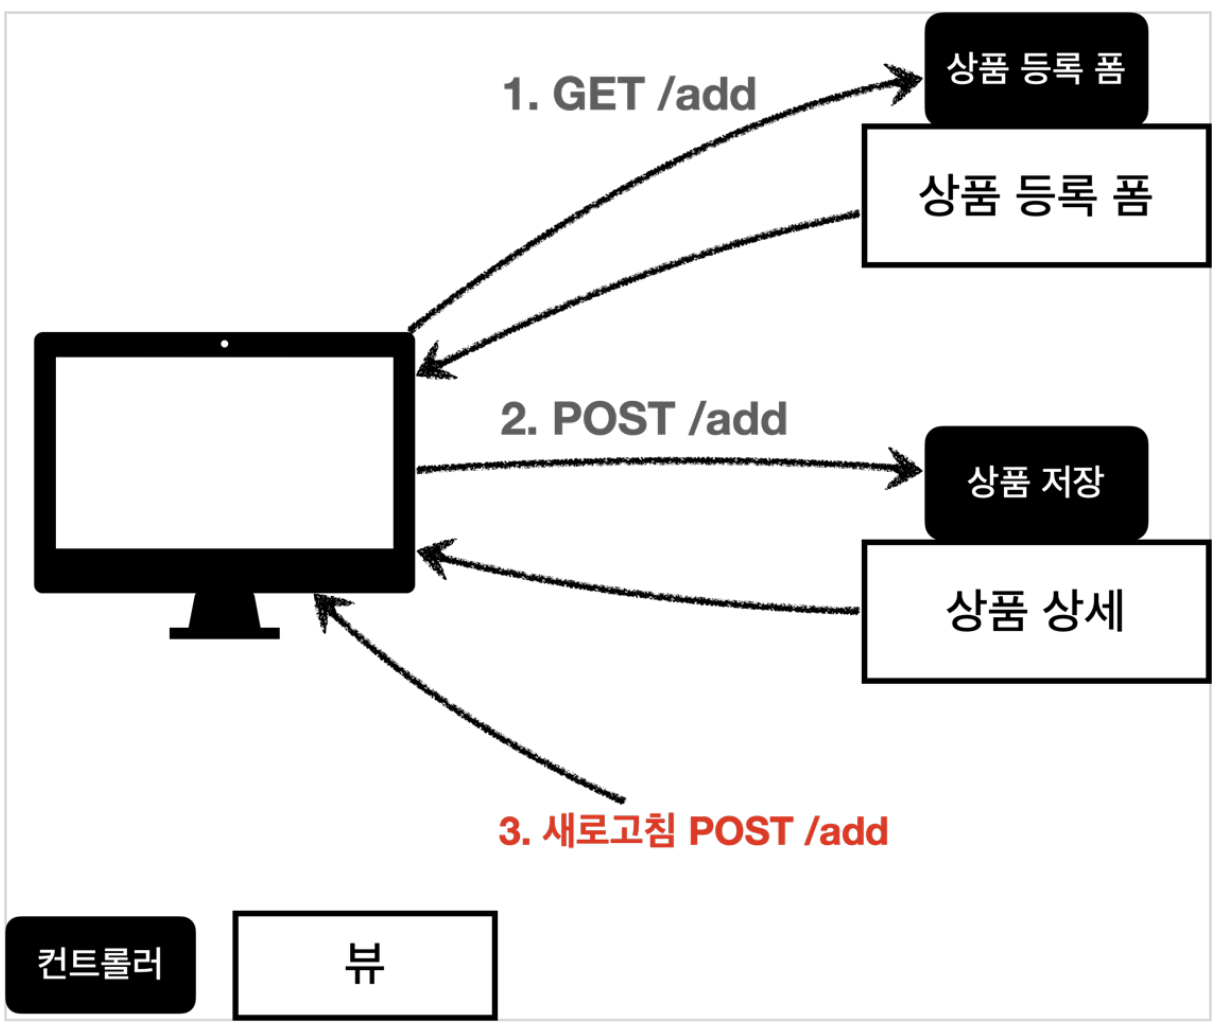 상품 등록 폼
1. GET /add
상품 등록 폼
2. POST /add
상품 저장
상품 상세
3. 새로고침 POST /add
컨트롤러
뷰